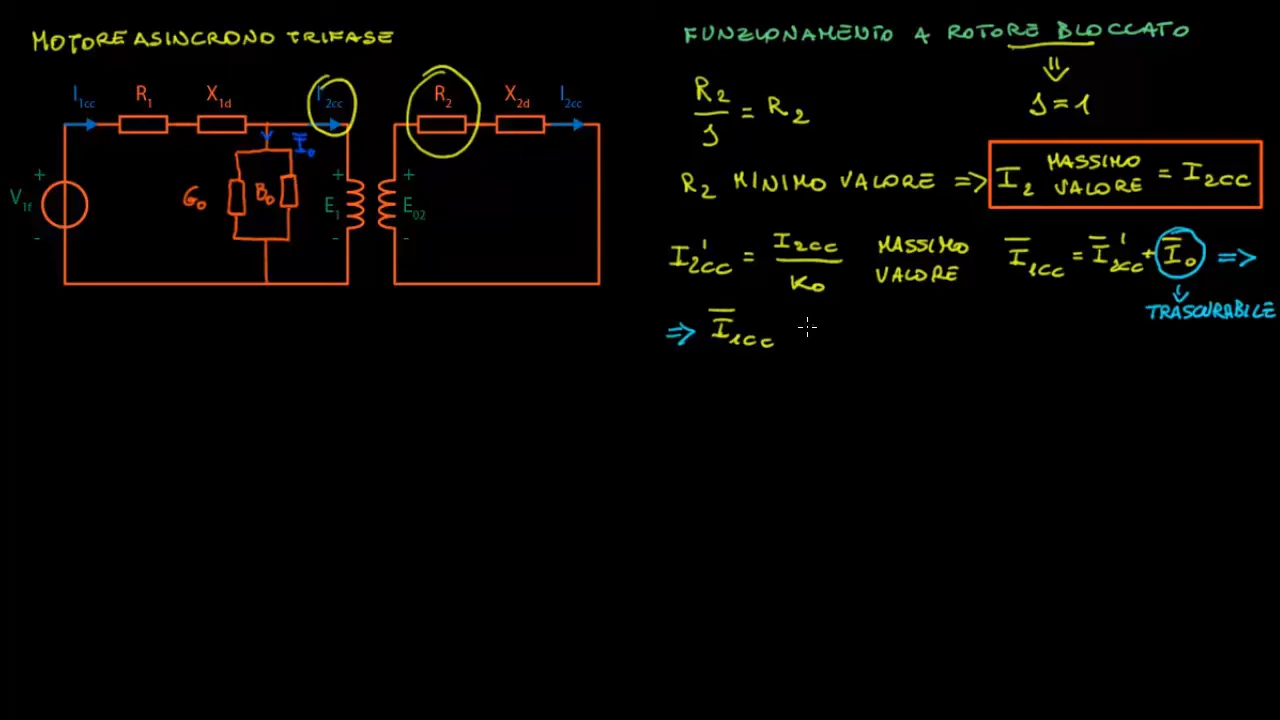 MOTORE ASINCRONO TRIFASE
I1cc R1 X1d I2cc R2 X2d I2cc
Ī0
+ + +
V1f G0 B0 E1 E02
- - -
FUNZIONAMENTO A ROTORE BLOCCATO
⇓
R2/s = R2 s=1
R2 MINIMO VALORE => I2 MASSIMO VALORE = I2cc
I'2cc = I2cc/K0 MASSIMO VALORE Ī1cc = Ī'2cc + Ī0 =>
↓
TRASCURABILE
=> Ī1cc